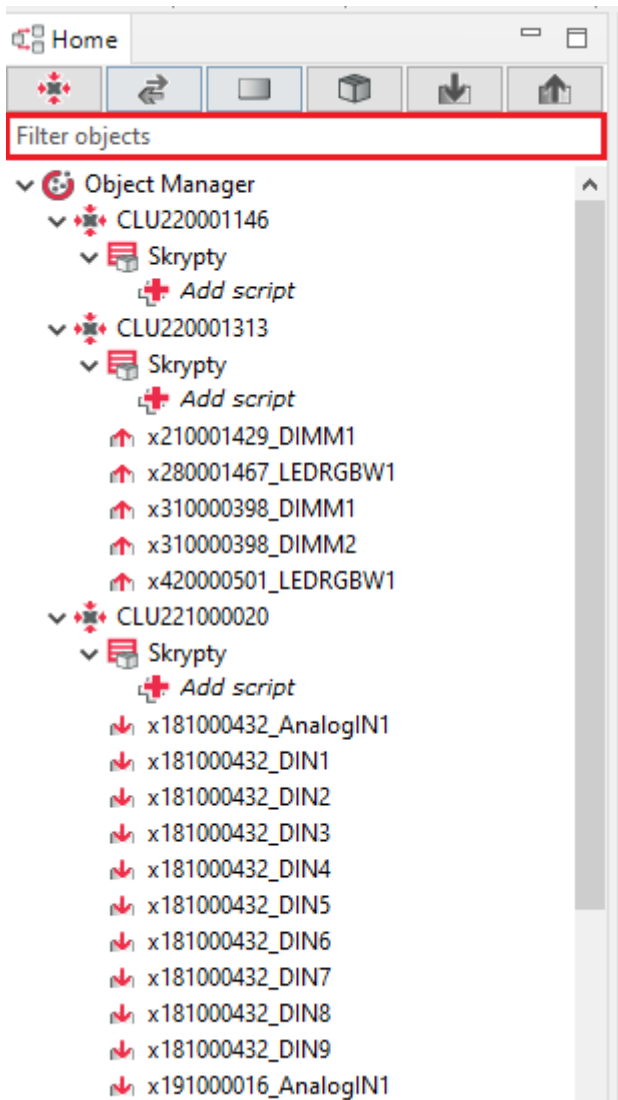 Home
Filter objects
Object Manager
CLU220001146
Skrypty
Add script
CLU220001313
Skrypty
Add script
x210001429_DIMM1
x280001467_LEDRGBW1
x310000398_DIMM1
x310000398_DIMM2
x420000501_LEDRGBW1
CLU221000020
Skrypty
Add script
x181000432_AnalogIN1
x181000432_DIN1
x181000432_DIN2
x181000432_DIN3
x181000432_DIN4
x181000432_DIN5
x181000432_DIN6
x181000432_DIN7
x181000432_DIN8
x181000432_DIN9
x191000016_AnalogIN1